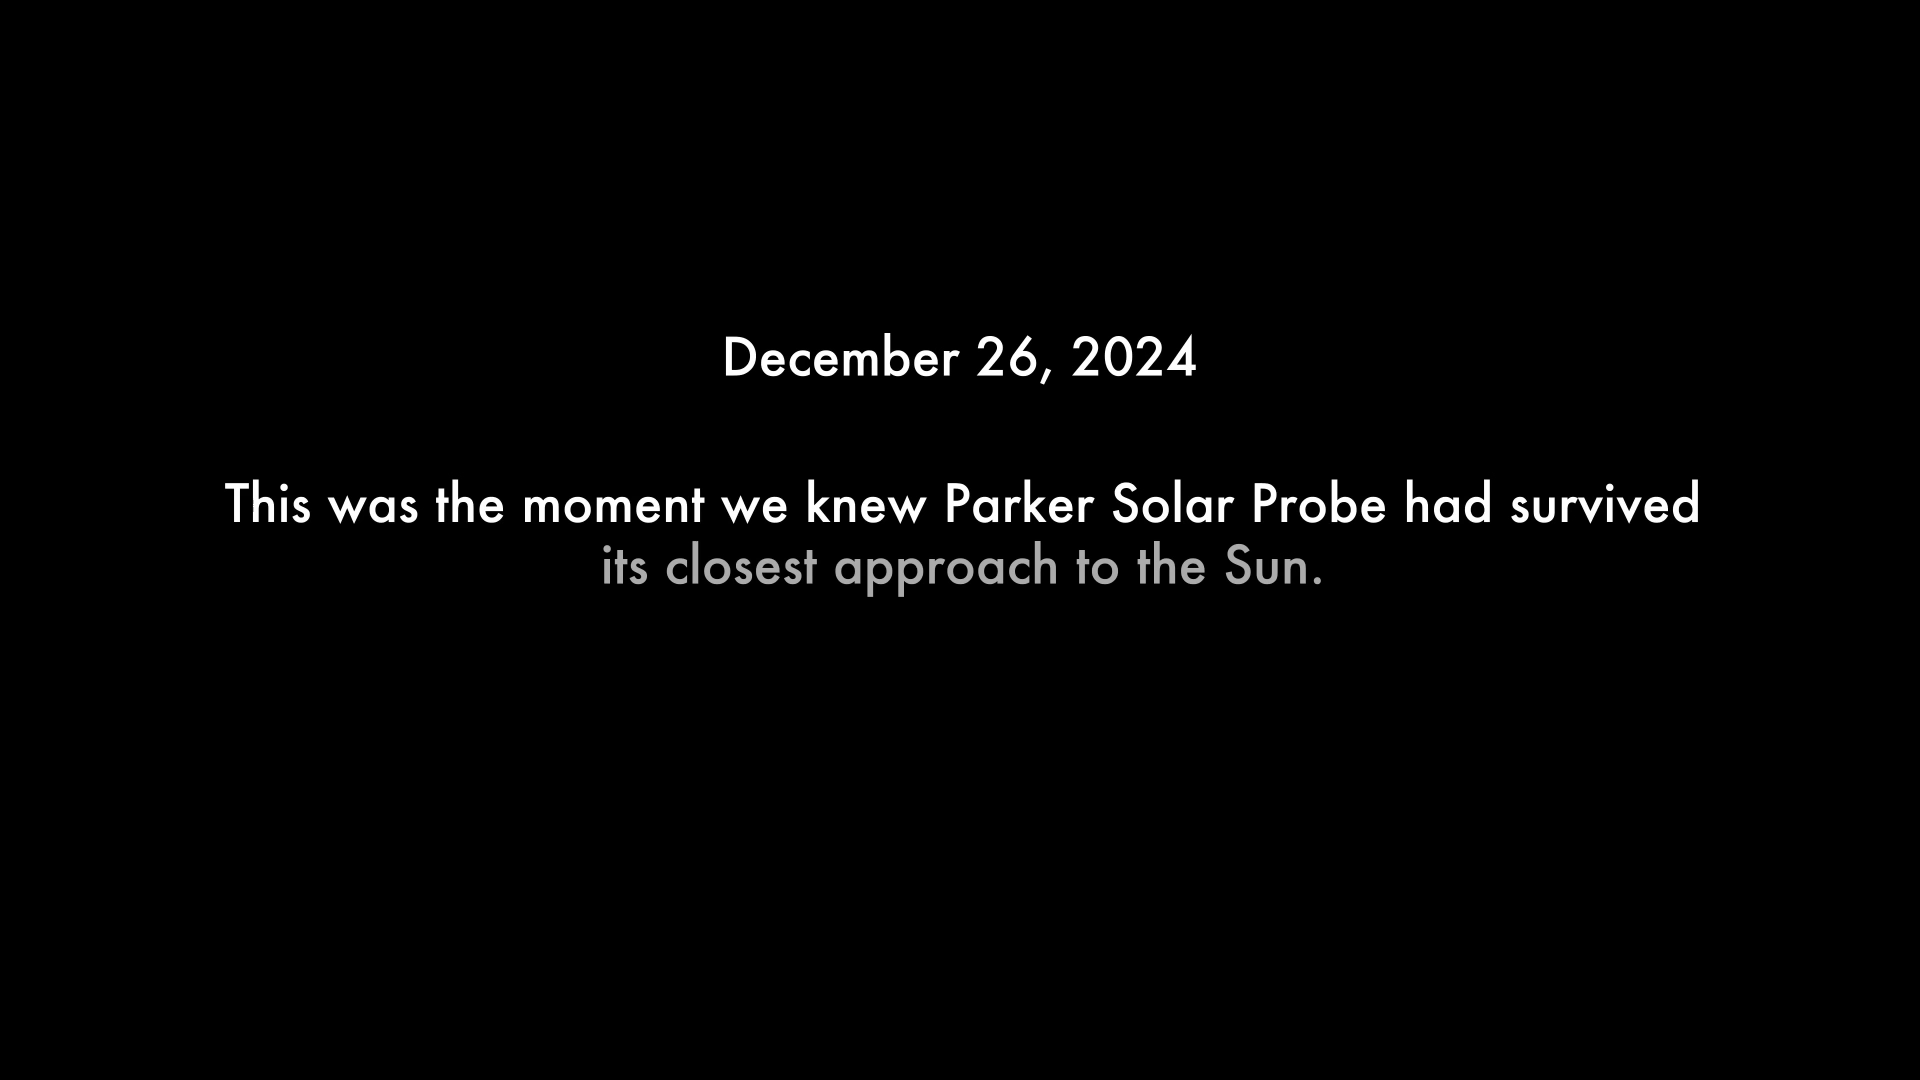 December 26, 2024
This was the moment we knew Parker Solar Probe had survived
its closest approach to the Sun.